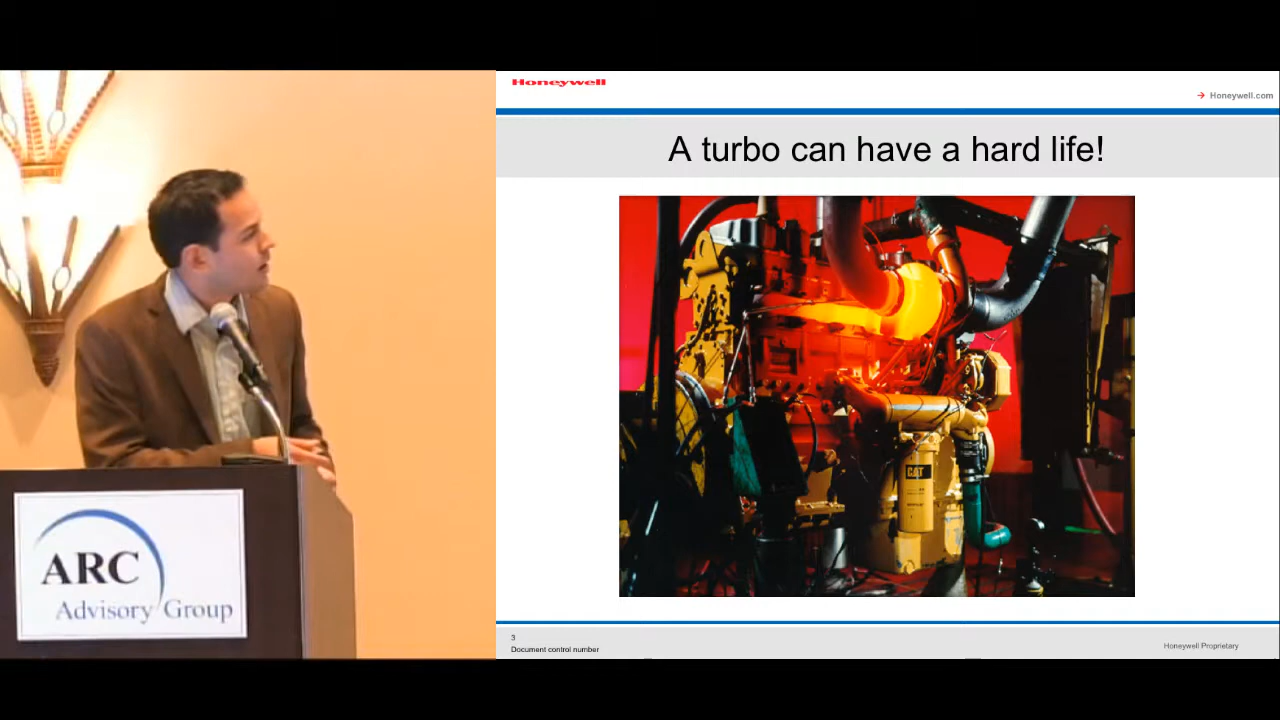 Honeywell
→ Honeywell.com
A turbo can have a hard life!
CAT
ARC
Advisory Group
3
Document control number
Honeywell Proprietary